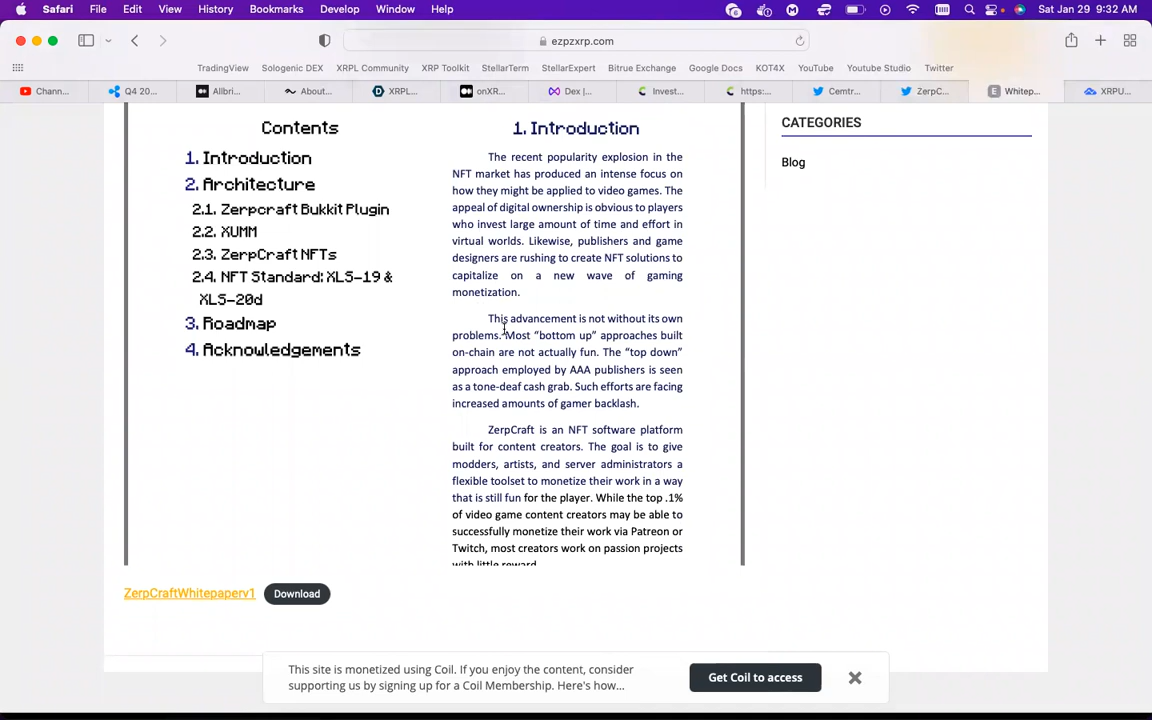 Safari File Edit View History Bookmarks Develop Window Help Sat Jan 29 9:32 AM
ezpzxrp.com
TradingView Sologenic DEX XRPL Community XRP Toolkit StellarTerm StellarExpert Bitrue Exchange Google Docs KOT4X YouTube Youtube Studio Twitter
Chann... Q4 20... Allbri... About... XRPL... onXR... Dex |... Invest... https:... Cemtr... ZerpC... Whitep... XRPU...
Contents
1. Introduction
2. Architecture
2.1. Zerpcraft Bukkit Plugin
2.2. XUMM
2.3. ZerpCraft NFTs
2.4. NFT Standard: XLS-19 &
XLS-20d
3. Roadmap
4. Acknowledgements
1. Introduction
The recent popularity explosion in the
NFT market has produced an intense focus on
how they might be applied to video games. The
appeal of digital ownership is obvious to players
who invest large amount of time and effort in
virtual worlds. Likewise, publishers and game
designers are rushing to create NFT solutions to
capitalize on a new wave of gaming
monetization.
This advancement is not without its own
problems. Most “bottom up” approaches built
on-chain are not actually fun. The “top down”
approach employed by AAA publishers is seen
as a tone-deaf cash grab. Such efforts are facing
increased amounts of gamer backlash.
ZerpCraft is an NFT software platform
built for content creators. The goal is to give
modders, artists, and server administrators a
flexible toolset to monetize their work in a way
that is still fun for the player. While the top .1%
of video game content creators may be able to
successfully monetize their work via Patreon or
Twitch, most creators work on passion projects
with little reward.
CATEGORIES
Blog
ZerpCraftWhitepaperv1 Download
This site is monetized using Coil. If you enjoy the content, consider
supporting us by signing up for a Coil Membership. Here's how...
Get Coil to access